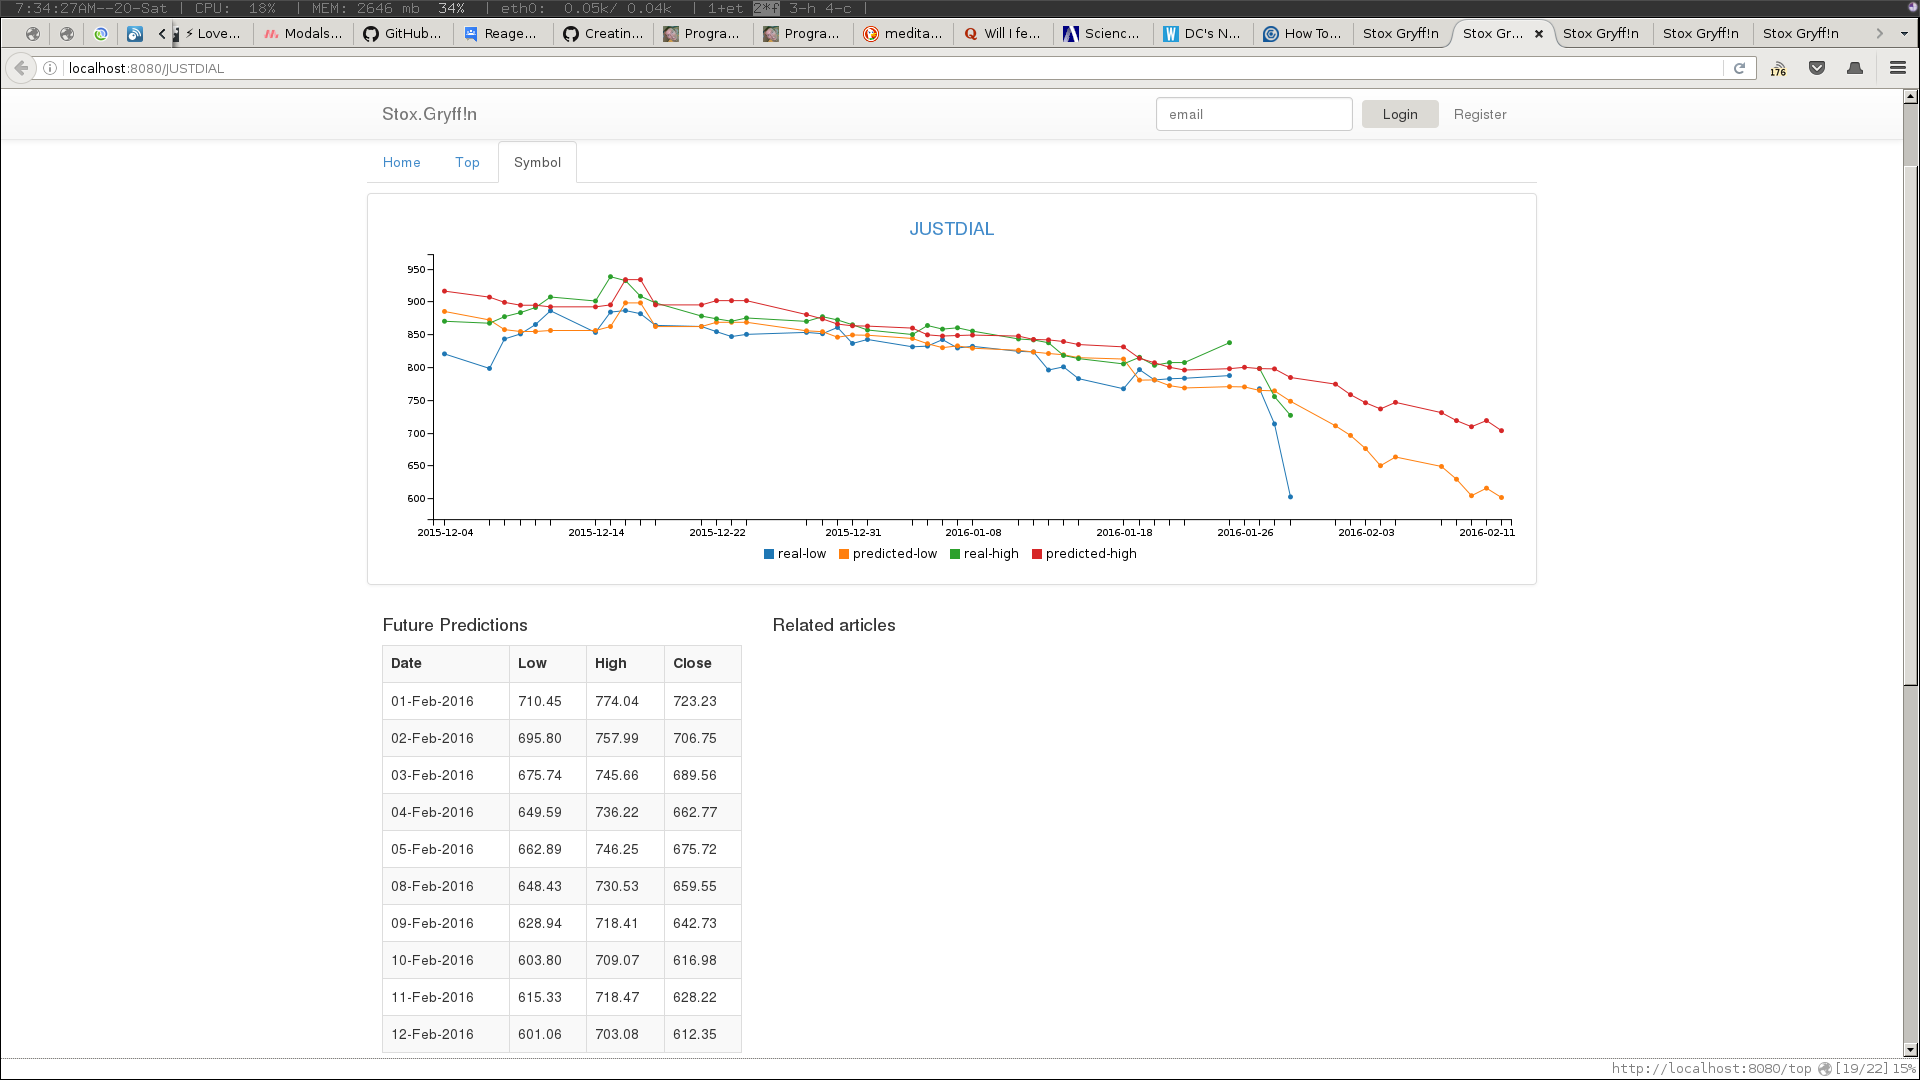 7:34:27AM--20-Sat | CPU: 18% | MEM: 2646 mb 34% | eth0: 0.05k/ 0.04k | 1+et 2*f 3-h 4-c |
⚡ Love... Modals... GitHub... Reage... Creatin... Progra... Progra... medita... Will I fe... Scienc... DC's N... How To... Stox Gryff!n Stox Gr... Stox Gryff!n Stox Gryff!n Stox Gryff!n
localhost:8080/JUSTDIAL 176
Stox.Gryff!n email Login Register
Home Top Symbol
JUSTDIAL
950
900
850
800
750
700
650
600
2015-12-04 2015-12-14 2015-12-22 2015-12-31 2016-01-08 2016-01-18 2016-01-26 2016-02-03 2016-02-11
real-low predicted-low real-high predicted-high
Future Predictions Related articles
Date Low High Close
01-Feb-2016 710.45 774.04 723.23
02-Feb-2016 695.80 757.99 706.75
03-Feb-2016 675.74 745.66 689.56
04-Feb-2016 649.59 736.22 662.77
05-Feb-2016 662.89 746.25 675.72
08-Feb-2016 648.43 730.53 659.55
09-Feb-2016 628.94 718.41 642.73
10-Feb-2016 603.80 709.07 616.98
11-Feb-2016 615.33 718.47 628.22
12-Feb-2016 601.06 703.08 612.35
http://localhost:8080/top [19/22] 15%